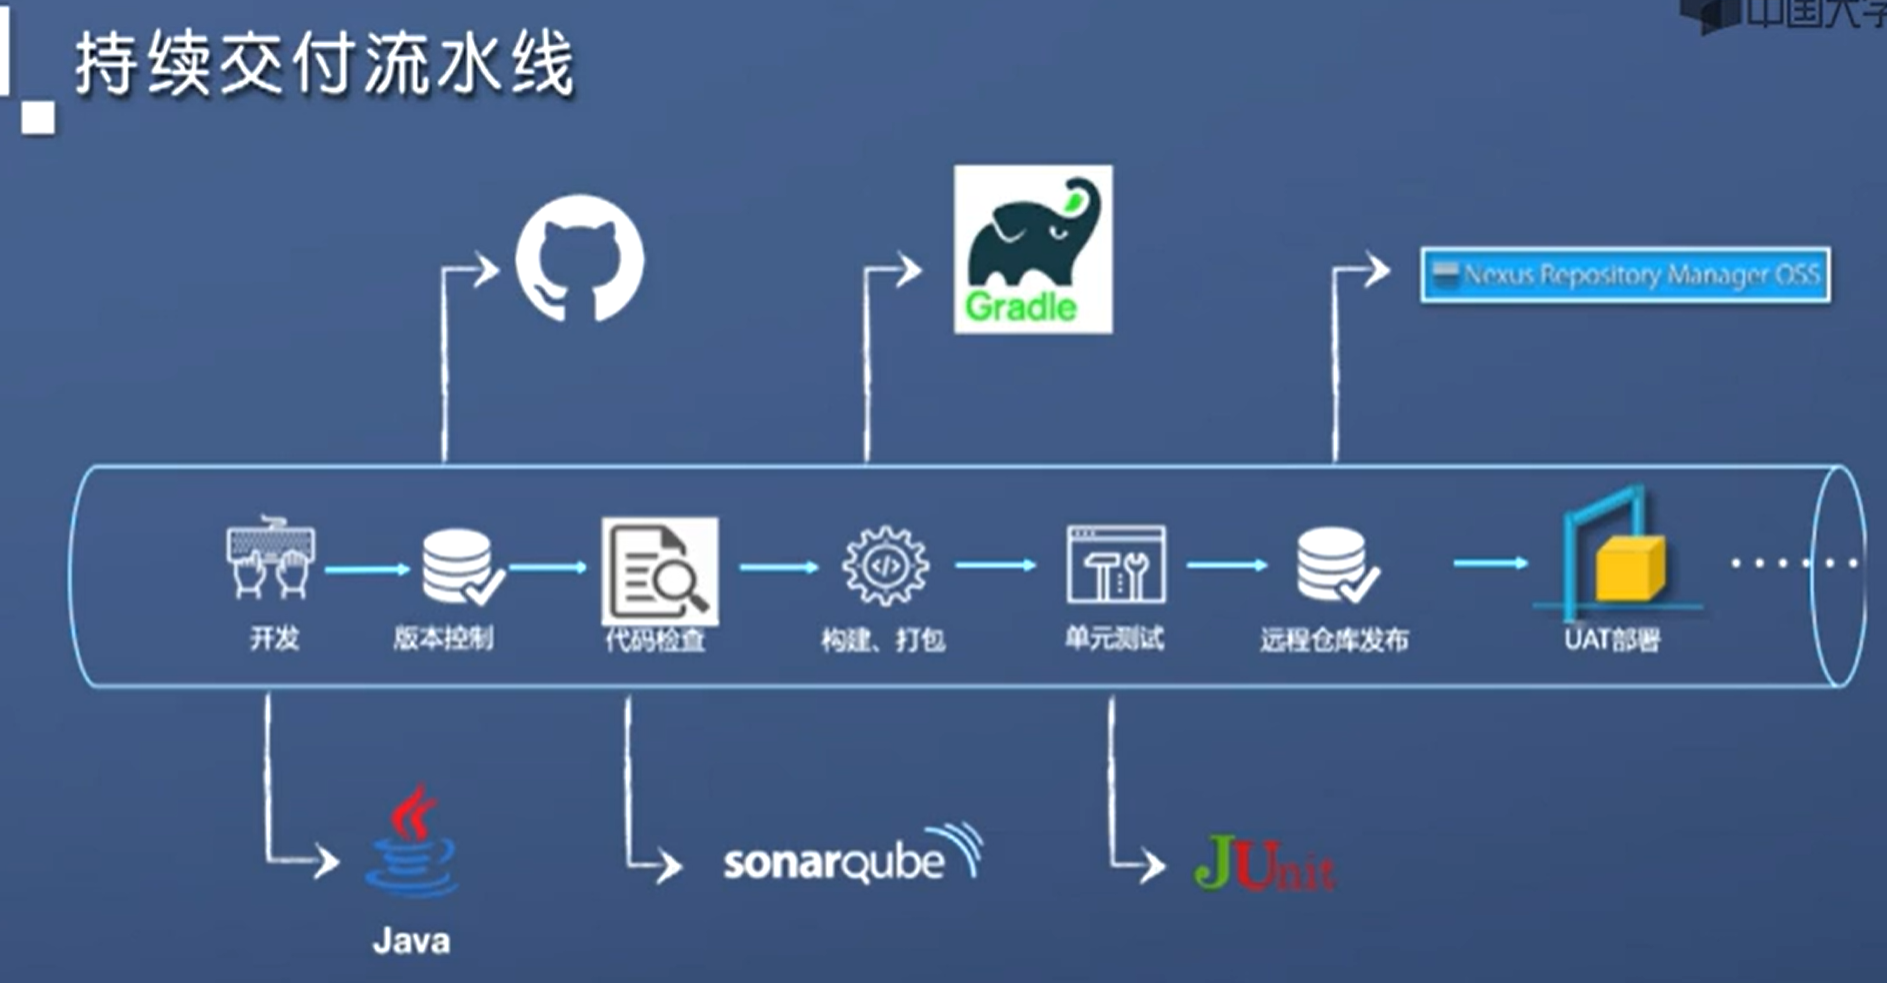 持续交付流水线
中国大学
Gradle
Nexus Repository Manager OSS
开发
版本控制
代码检查
构建、打包
单元测试
远程仓库发布
UAT部署
Java
sonarqube
JUnit